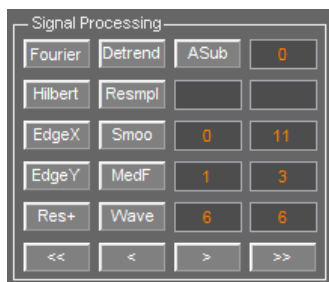 Signal Processing
Fourier Detrend ASub 0
Hilbert Resmpl
EdgeX Smoo 0 11
EdgeY MedF 1 3
Res+ Wave 6 6
<< < > >>